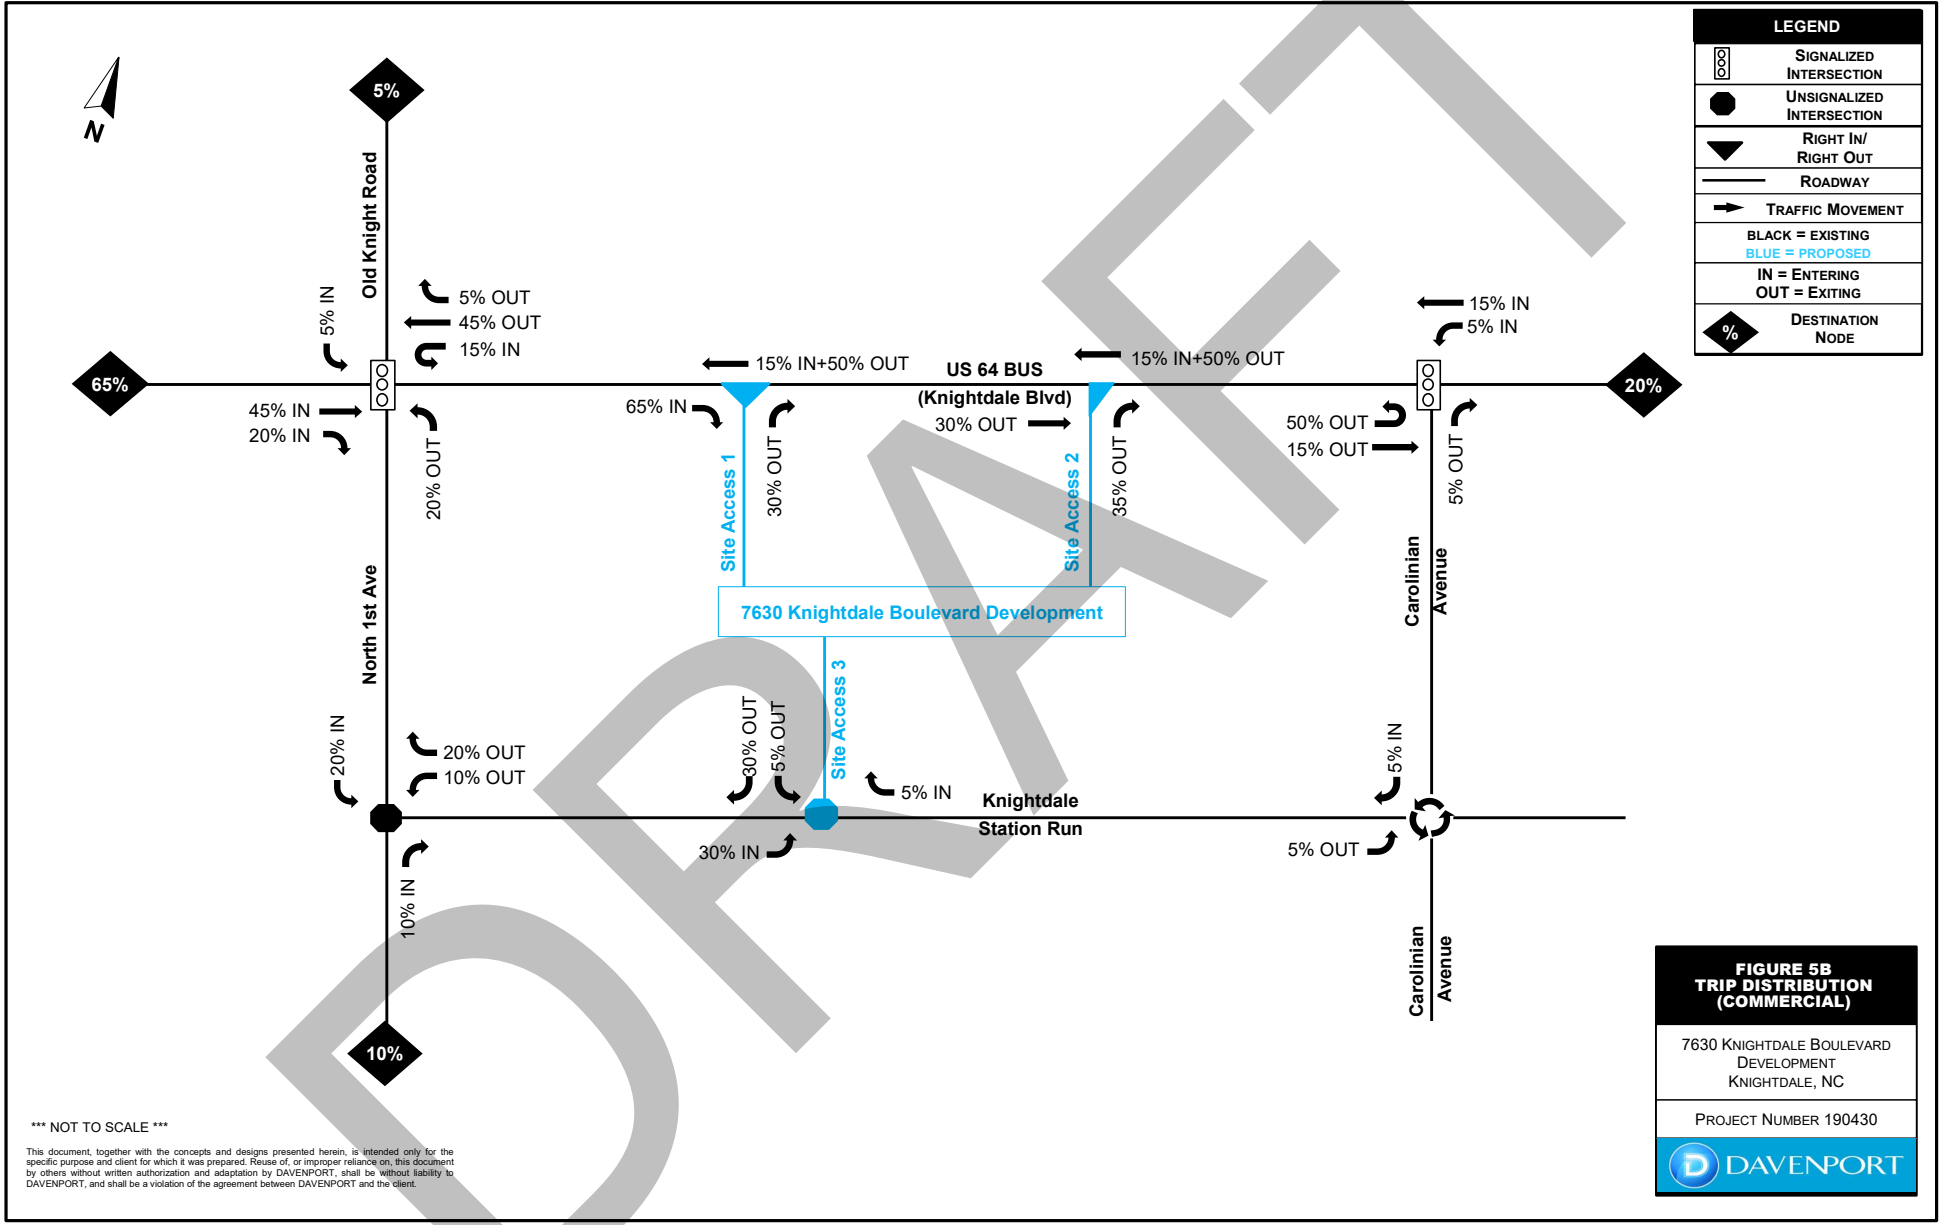 LEGEND
SIGNALIZED
INTERSECTION
UNSIGNALIZED
INTERSECTION
RIGHT IN/
RIGHT OUT
ROADWAY
TRAFFIC MOVEMENT
BLACK = EXISTING
BLUE = PROPOSED
IN = ENTERING
OUT = EXITING
%
DESTINATION
NODE
N
5%
Old Knight Road
5% IN
5% OUT
45% OUT
15% IN
65%
45% IN
20% IN
20% OUT
15% IN+50% OUT
65% IN
30% OUT
Site Access 1
US 64 BUS
(Knightdale Blvd)
30% OUT
15% IN+50% OUT
35% OUT
Site Access 2
15% IN
5% IN
20%
50% OUT
15% OUT
5% OUT
Carolinian
Avenue
North 1st Ave
7630 Knightdale Boulevard Development
Site Access 3
20% IN
20% OUT
10% OUT
10% IN
30% OUT
5% OUT
5% IN
30% IN
Knightdale
Station Run
5% IN
5% OUT
Carolinian
Avenue
10%
DRAFT
*** NOT TO SCALE ***
This document, together with the concepts and designs presented herein, is intended only for the
specific purpose and client for which it was prepared. Reuse of, or improper reliance on, this document
by others without written authorization and adaptation by DAVENPORT, shall be without liability to
DAVENPORT, and shall be a violation of the agreement between DAVENPORT and the client.
FIGURE 5B
TRIP DISTRIBUTION
(COMMERCIAL)
7630 KNIGHTDALE BOULEVARD
DEVELOPMENT
KNIGHTDALE, NC
PROJECT NUMBER 190430
D DAVENPORT